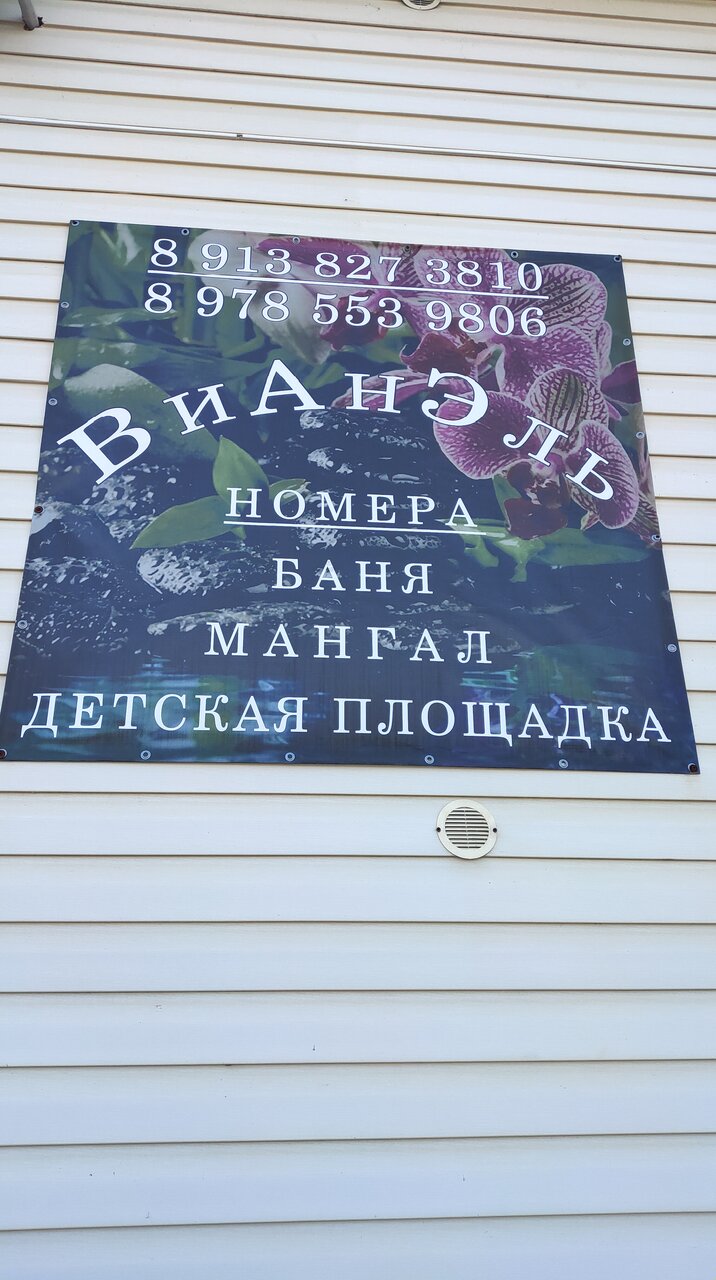 8 913 827 3810
8 978 553 9806
ВиАнЭль
НОМЕРА
БАНЯ
МАНГАЛ
ДЕТСКАЯ ПЛОЩАДКА